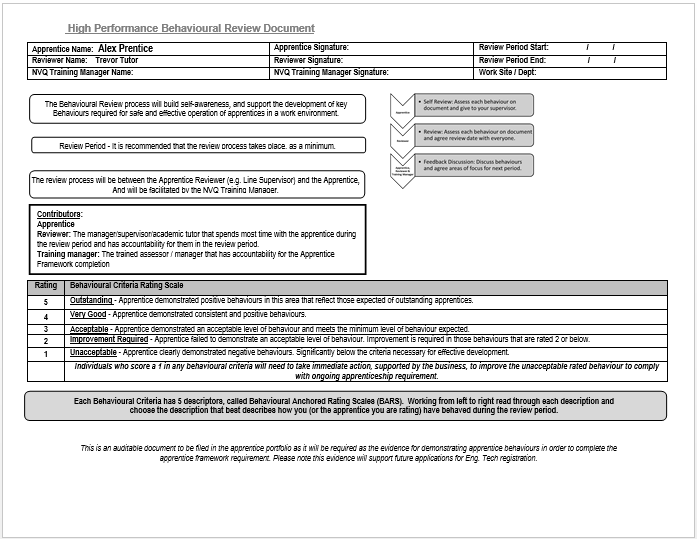 High Performance Behavioural Review Document
Apprentice Name: Alex Prentice
Apprentice Signature:
Review Period Start: / /
Reviewer Name: Trevor Tutor
Reviewer Signature:
Review Period End: / /
NVQ Training Manager Name:
NVQ Training Manager Signature:
Work Site / Dept:
The Behavioural Review process will build self-awareness, and support the development of key
Behaviours required for safe and effective operation of apprentices in a work environment.
Review Period - It is recommended that the review process takes place. as a minimum.
The review process will be between the Apprentice Reviewer (e.g. Line Supervisor) and the Apprentice,
And will be facilitated by the NVQ Training Manager.
Apprentice
• Self Review: Assess each behaviour on
document and give to your supervisor.
Reviewer
• Review: Assess each behaviour on document
and agree review date with everyone.
Apprentice,
Reviewer &
Training Manager
• Feedback Discussion: Discuss behaviours
and agree areas of focus for next period.
Contributors:
Apprentice
Reviewer: The manager/supervisor/academic tutor that spends most time with the apprentice during
the review period and has accountability for them in the review period.
Training manager: The trained assessor / manager that has accountability for the Apprentice
Framework completion
Rating Behavioural Criteria Rating Scale
5 Outstanding - Apprentice demonstrated positive behaviours in this area that reflect those expected of outstanding apprentices.
4 Very Good - Apprentice demonstrated consistent and positive behaviours.
3 Acceptable - Apprentice demonstrated an acceptable level of behaviour and meets the minimum level of behaviour expected.
2 Improvement Required - Apprentice failed to demonstrate an acceptable level of behaviour. Improvement is required in those behaviours that are rated 2 or below.
1 Unacceptable - Apprentice clearly demonstrated negative behaviours. Significantly below the criteria necessary for effective development.
Individuals who score a 1 in any behavioural criteria will need to take immediate action, supported by the business, to improve the unacceptable rated behaviour to comply
with ongoing apprenticeship requirement.
Each Behavioural Criteria has 5 descriptors, called Behavioural Anchored Rating Scales (BARS). Working from left to right read through each description and
choose the description that best describes how you (or the apprentice you are rating) have behaved during the review period.
This is an auditable document to be filed in the apprentice portfolio as it will be required as the evidence for demonstrating apprentice behaviours in order to complete the
apprentice framework requirement. Please note this evidence will support future applications for Eng. Tech registration.